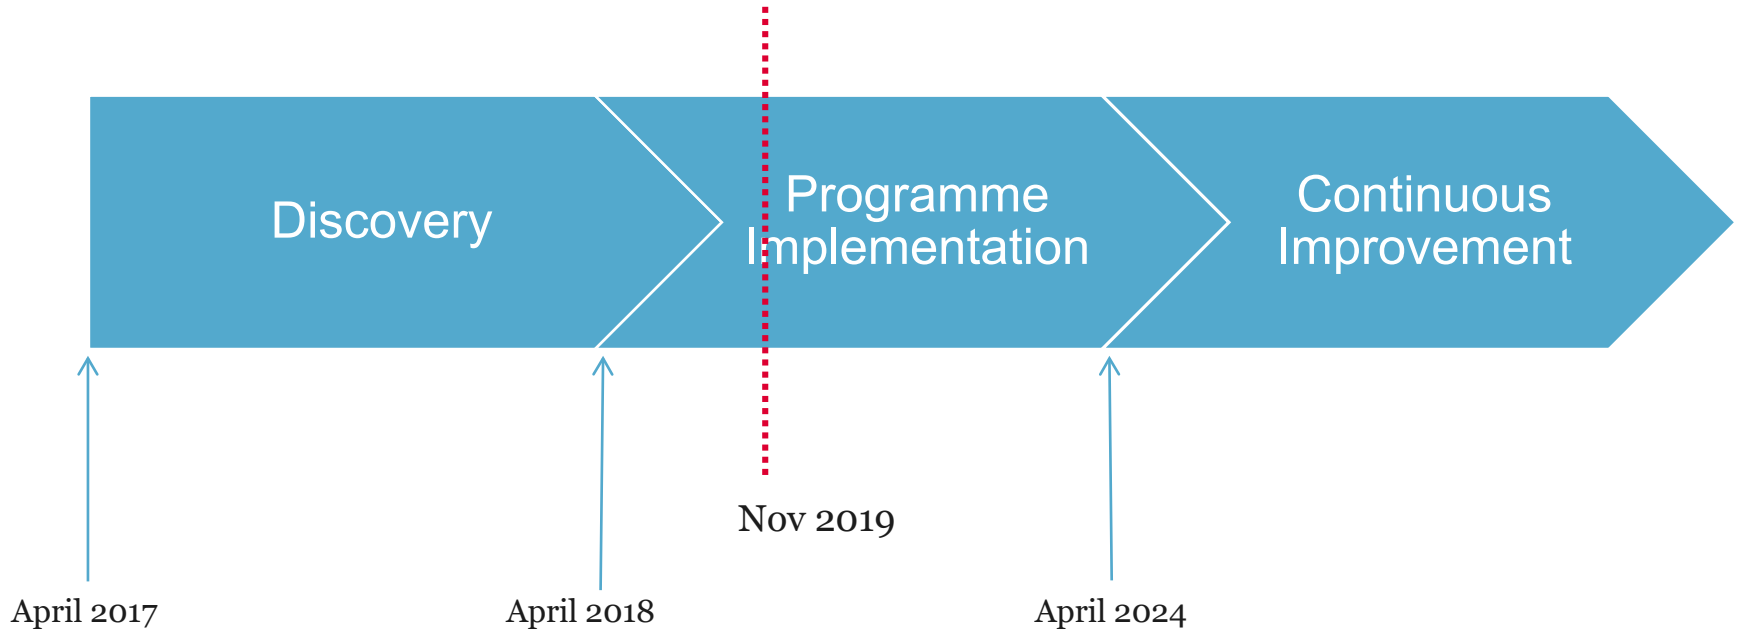 Discovery
Programme
Implementation
Continuous
Improvement
Nov 2019
April 2017
April 2018
April 2024